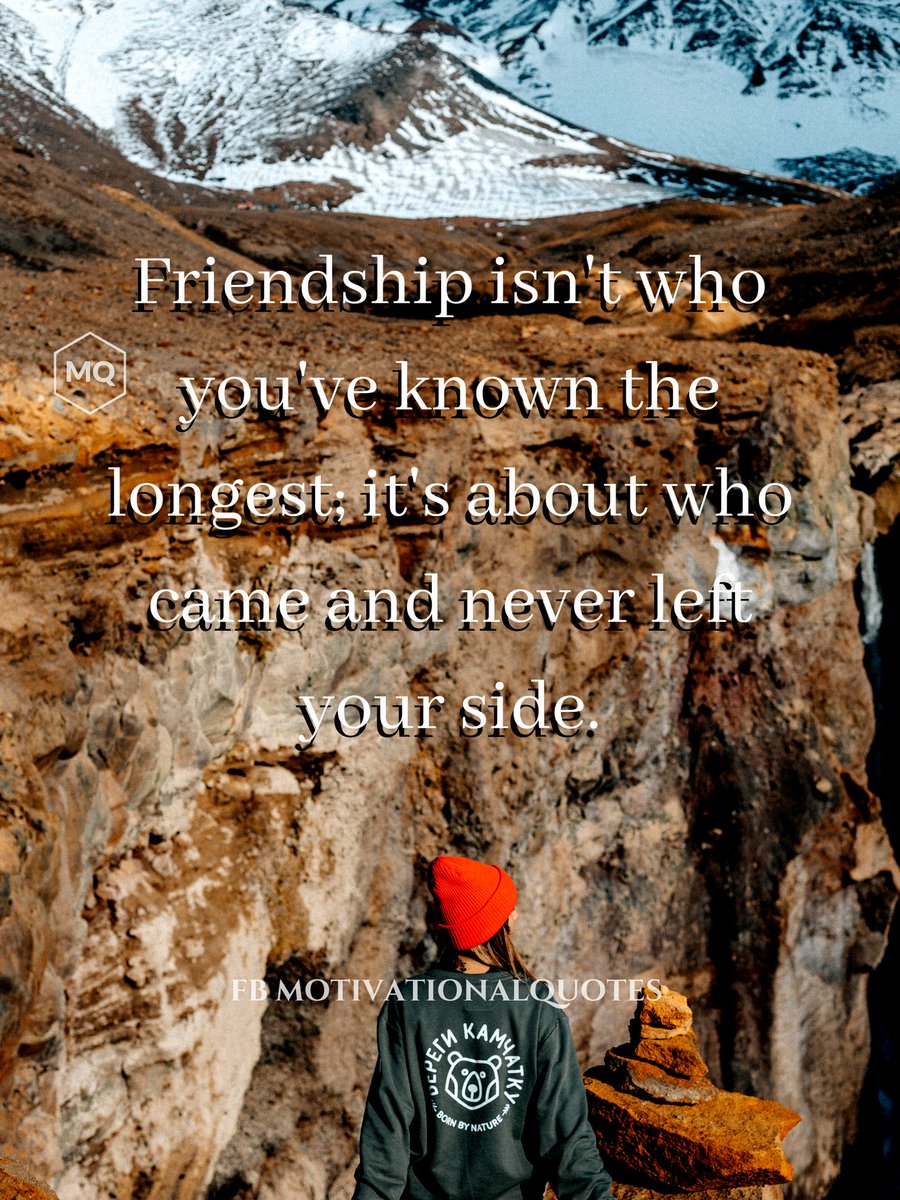 Friendship isn't who
you've known the
MQ
longest; it's about who
came and never left
your side.
FB MOTIVATIONALQUOTES
БЕРЕГИ КАМЧАТКУ
BORN BY NATURE